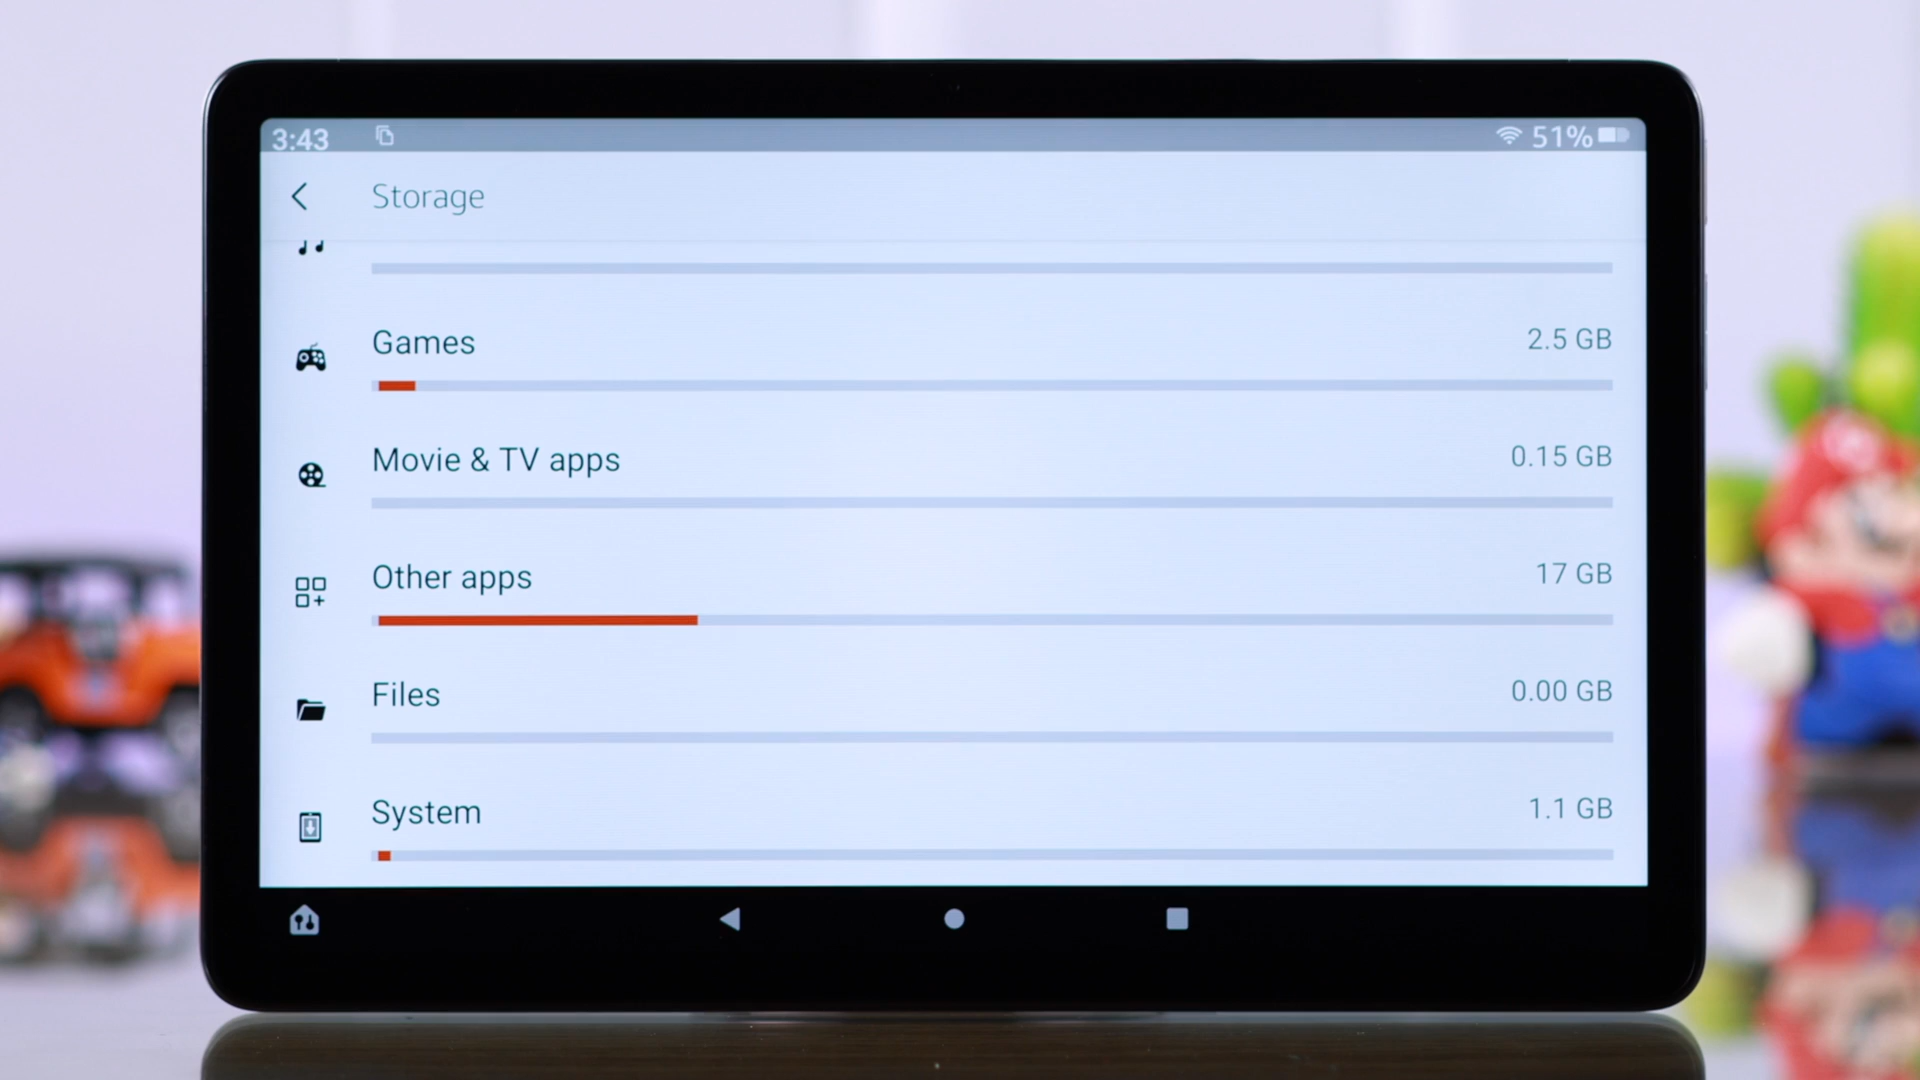 3:43 51%
Storage
Games 2.5 GB
Movie & TV apps 0.15 GB
Other apps 17 GB
Files 0.00 GB
System 1.1 GB